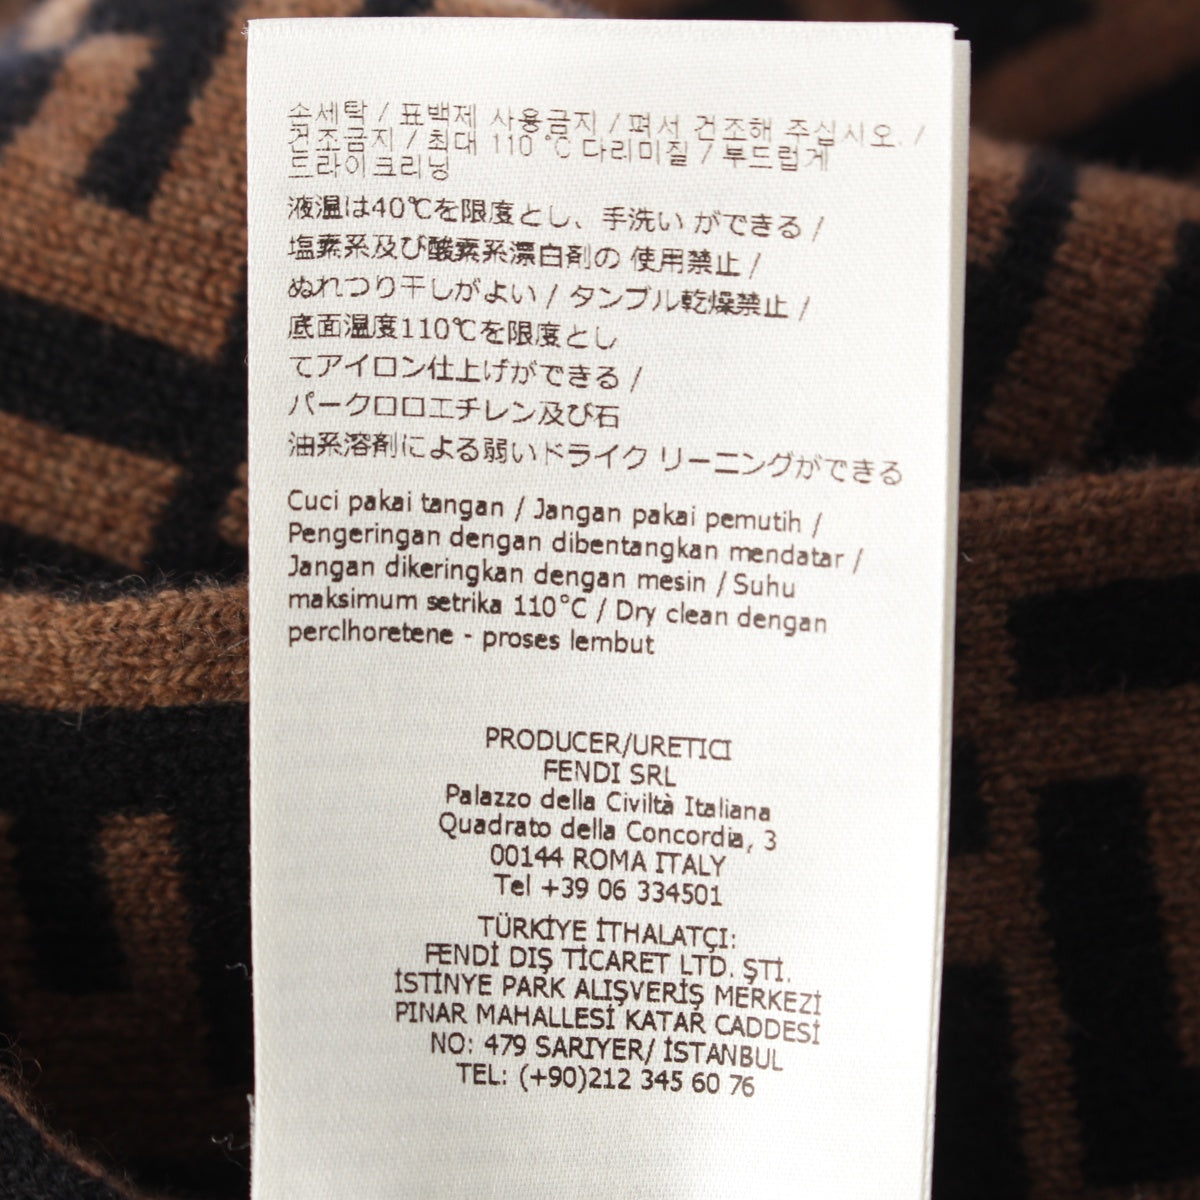 손세탁 / 표백제 사용금지 / 펴서 건조해 주십시오. /
건조금지 / 최대 110 °C 다리미질 / 부드럽게
드라이크리닝
液温は40℃を限度とし、手洗い ができる /
塩素系及び酸素系漂白剤の 使用禁止 /
ぬれつり干しがよい / タンブル乾燥禁止 /
底面温度110℃を限度とし
てアイロン仕上げができる /
パークロロエチレン及び石
油系溶剤による弱いドライク リーニングができる
Cuci pakai tangan / Jangan pakai pemutih /
Pengeringan dengan dibentangkan mendatar /
Jangan dikeringkan dengan mesin / Suhu
maksimum setrika 110°C / Dry clean dengan
perclhoretene - proses lembut
PRODUCER/URETICI
FENDI SRL
Palazzo della Civiltà Italiana
Quadrato della Concordia, 3
00144 ROMA ITALY
Tel +39 06 334501
TÜRKİYE İTHALATÇI:
FENDİ DIŞ TİCARET LTD. ŞTİ.
İSTİNYE PARK ALIŞVERİŞ MERKEZİ
PINAR MAHALLESİ KATAR CADDESİ
NO: 479 SARIYER/ İSTANBUL
TEL: (+90)212 345 60 76